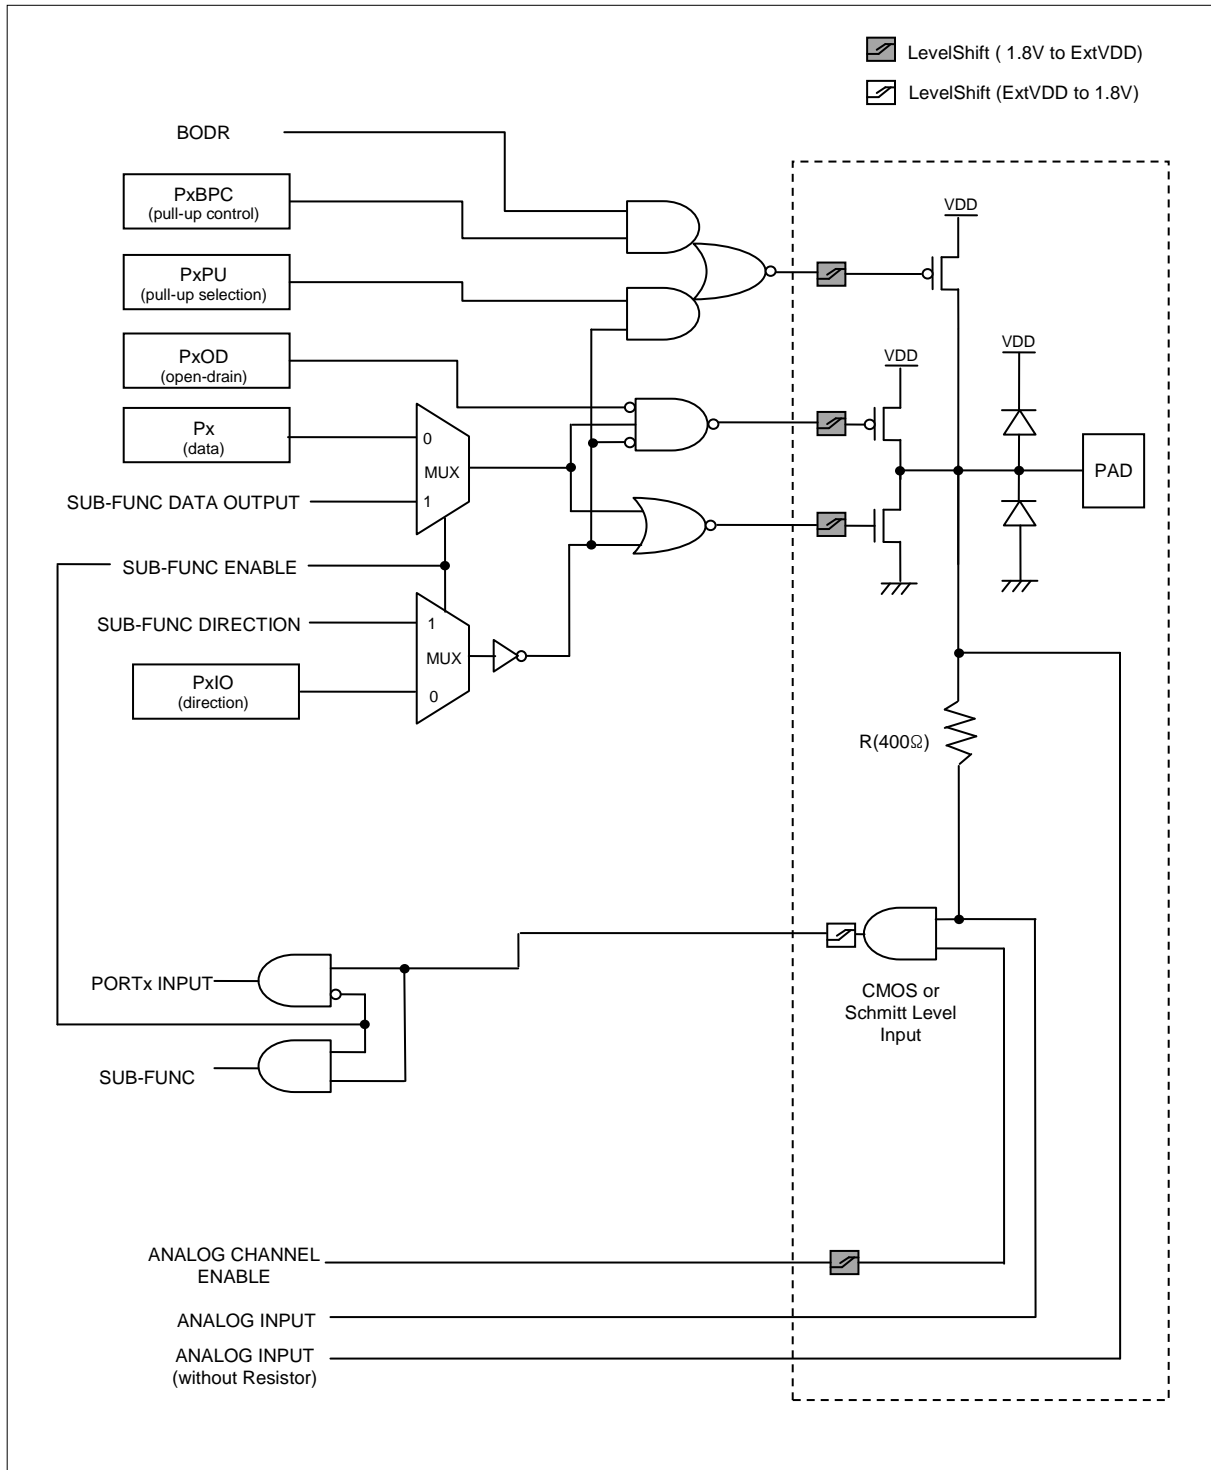 LevelShift ( 1.8V to ExtVDD)
LevelShift (ExtVDD to 1.8V)
BODR
PxBPC
(pull-up control)
VDD
PxPU
(pull-up selection)
PxOD
(open-drain)
VDD
VDD
Px
(data)
0
MUX
1
PAD
SUB-FUNC DATA OUTPUT
SUB-FUNC ENABLE
SUB-FUNC DIRECTION
1
MUX
0
PxIO
(direction)
R(400Ω)
PORTx INPUT
CMOS or
Schmitt Level
Input
SUB-FUNC
ANALOG CHANNEL
ENABLE
ANALOG INPUT
ANALOG INPUT
(without Resistor)